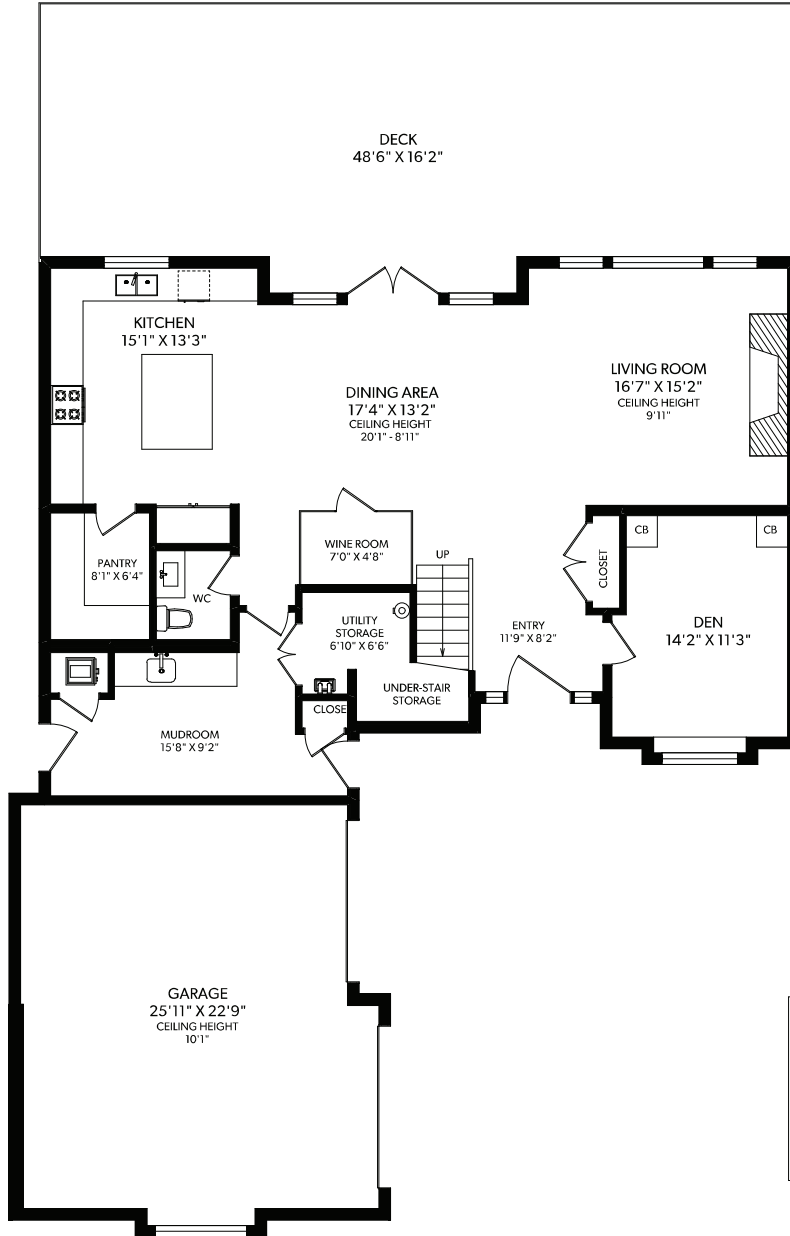 DECK
48'6" X 16'2"
KITCHEN
15'1" X 13'3"
DINING AREA
17'4" X 13'2"
CEILING HEIGHT
20'1" - 8'11"
LIVING ROOM
16'7" X 15'2"
CEILING HEIGHT
9'11"
PANTRY
8'1" X 6'4"
WC
WINE ROOM
7'0" X 4'8"
UP
CLOSET
CB
CB
UTILITY
STORAGE
6'10" X 6'6"
ENTRY
11'9" X 8'2"
DEN
14'2" X 11'3"
UNDER-STAIR
STORAGE
CLOSE
MUDROOM
15'8" X 9'2"
GARAGE
25'11" X 22'9"
CEILING HEIGHT
10'1"